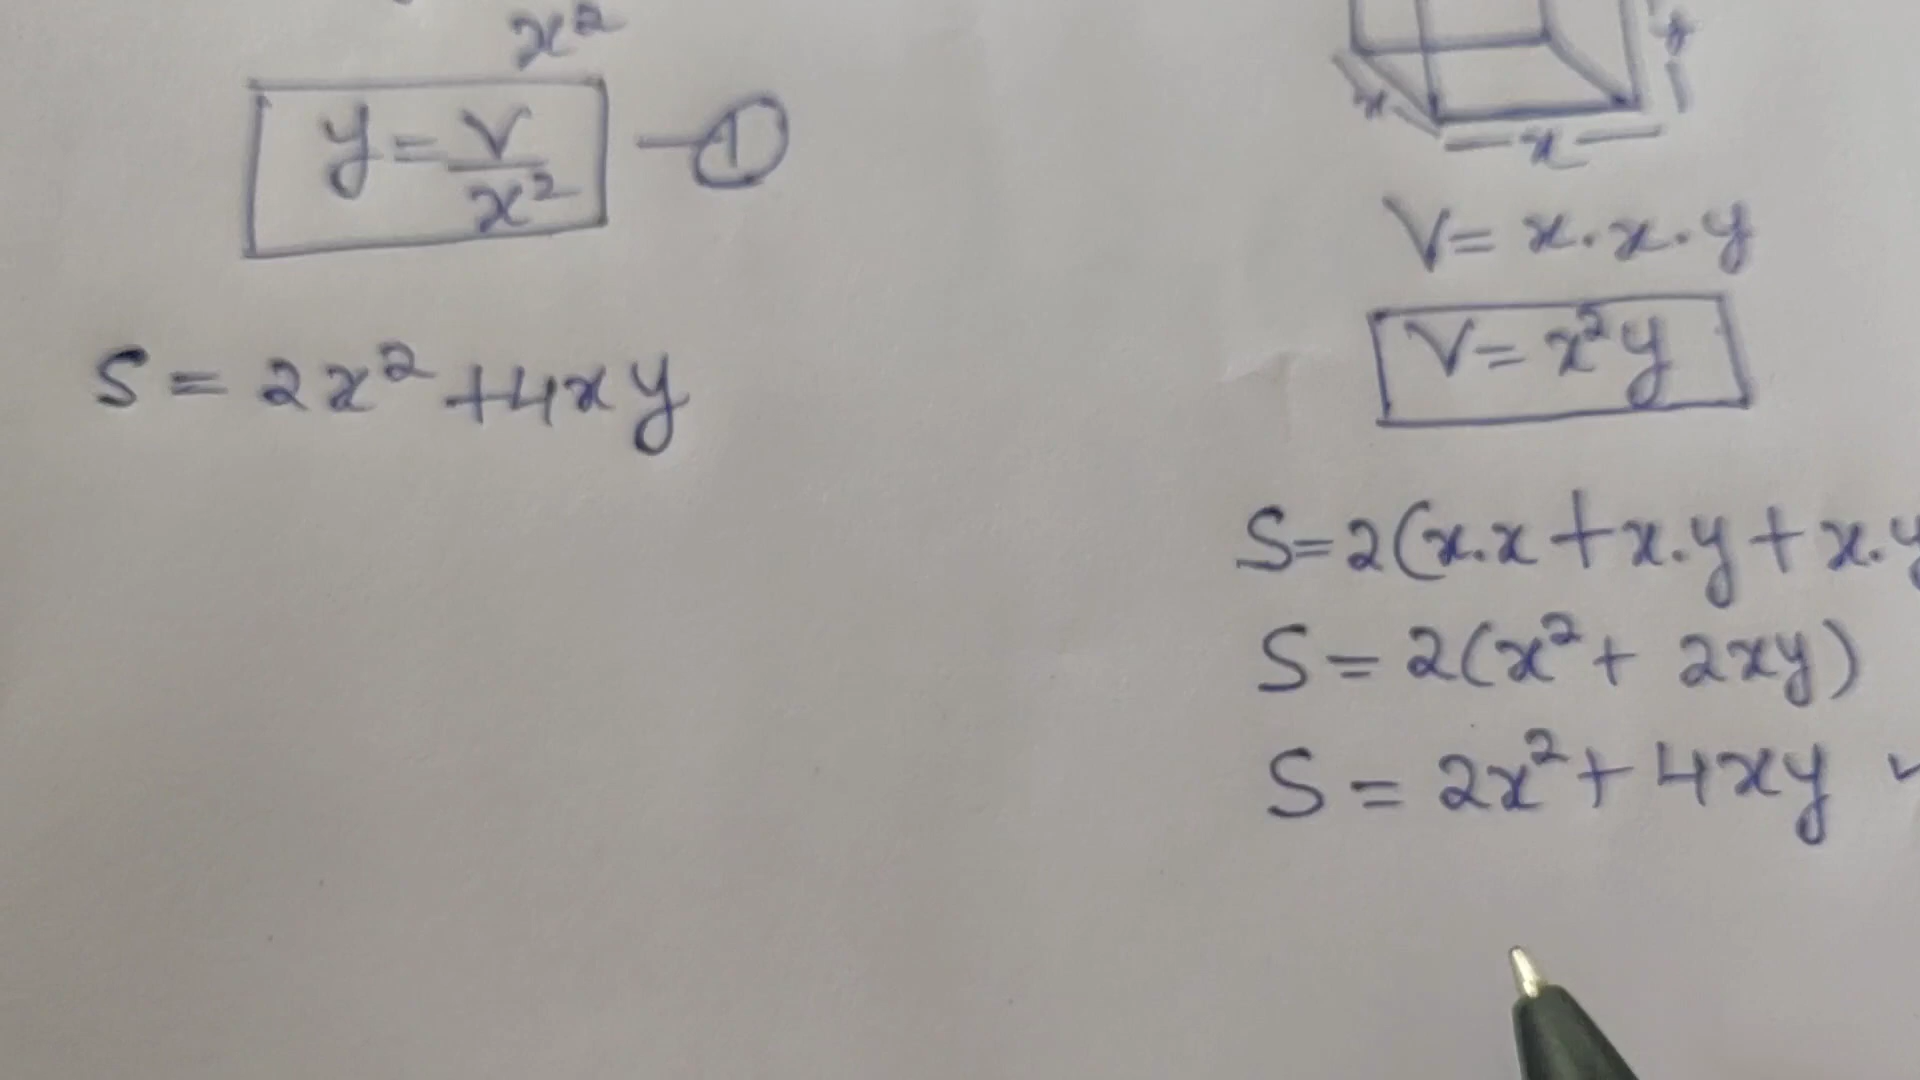 x²
y = V/x² — ①
S = 2x² + 4xy
y
x
x
V = x.x.y
V = x²y
S = 2(x.x + x.y + x.y
S = 2(x² + 2xy)
S = 2x² + 4xy ✓